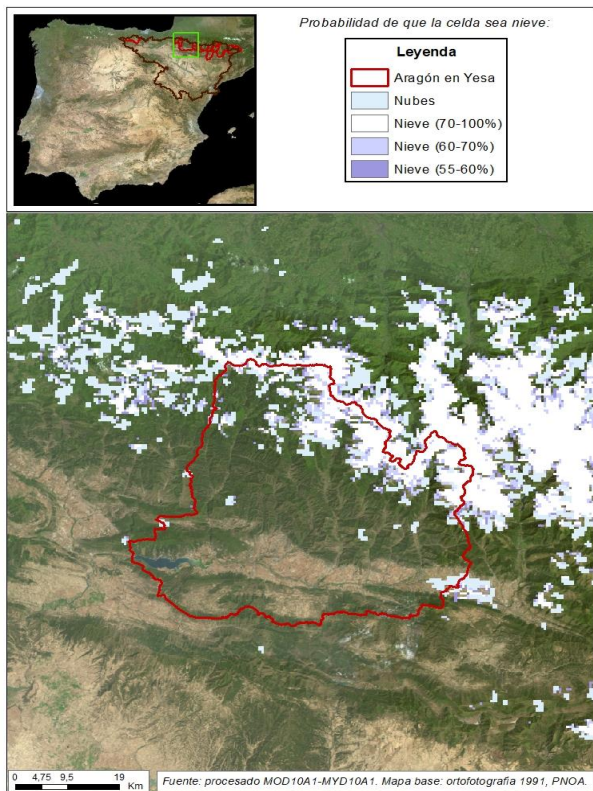 Probabilidad de que la celda sea nieve:
Leyenda
Aragón en Yesa
Nubes
Nieve (70-100%)
Nieve (60-70%)
Nieve (55-60%)
0 4,75 9,5 19
Km
Fuente: procesado MOD10A1-MYD10A1. Mapa base: ortofotografia 1991, PNOA.